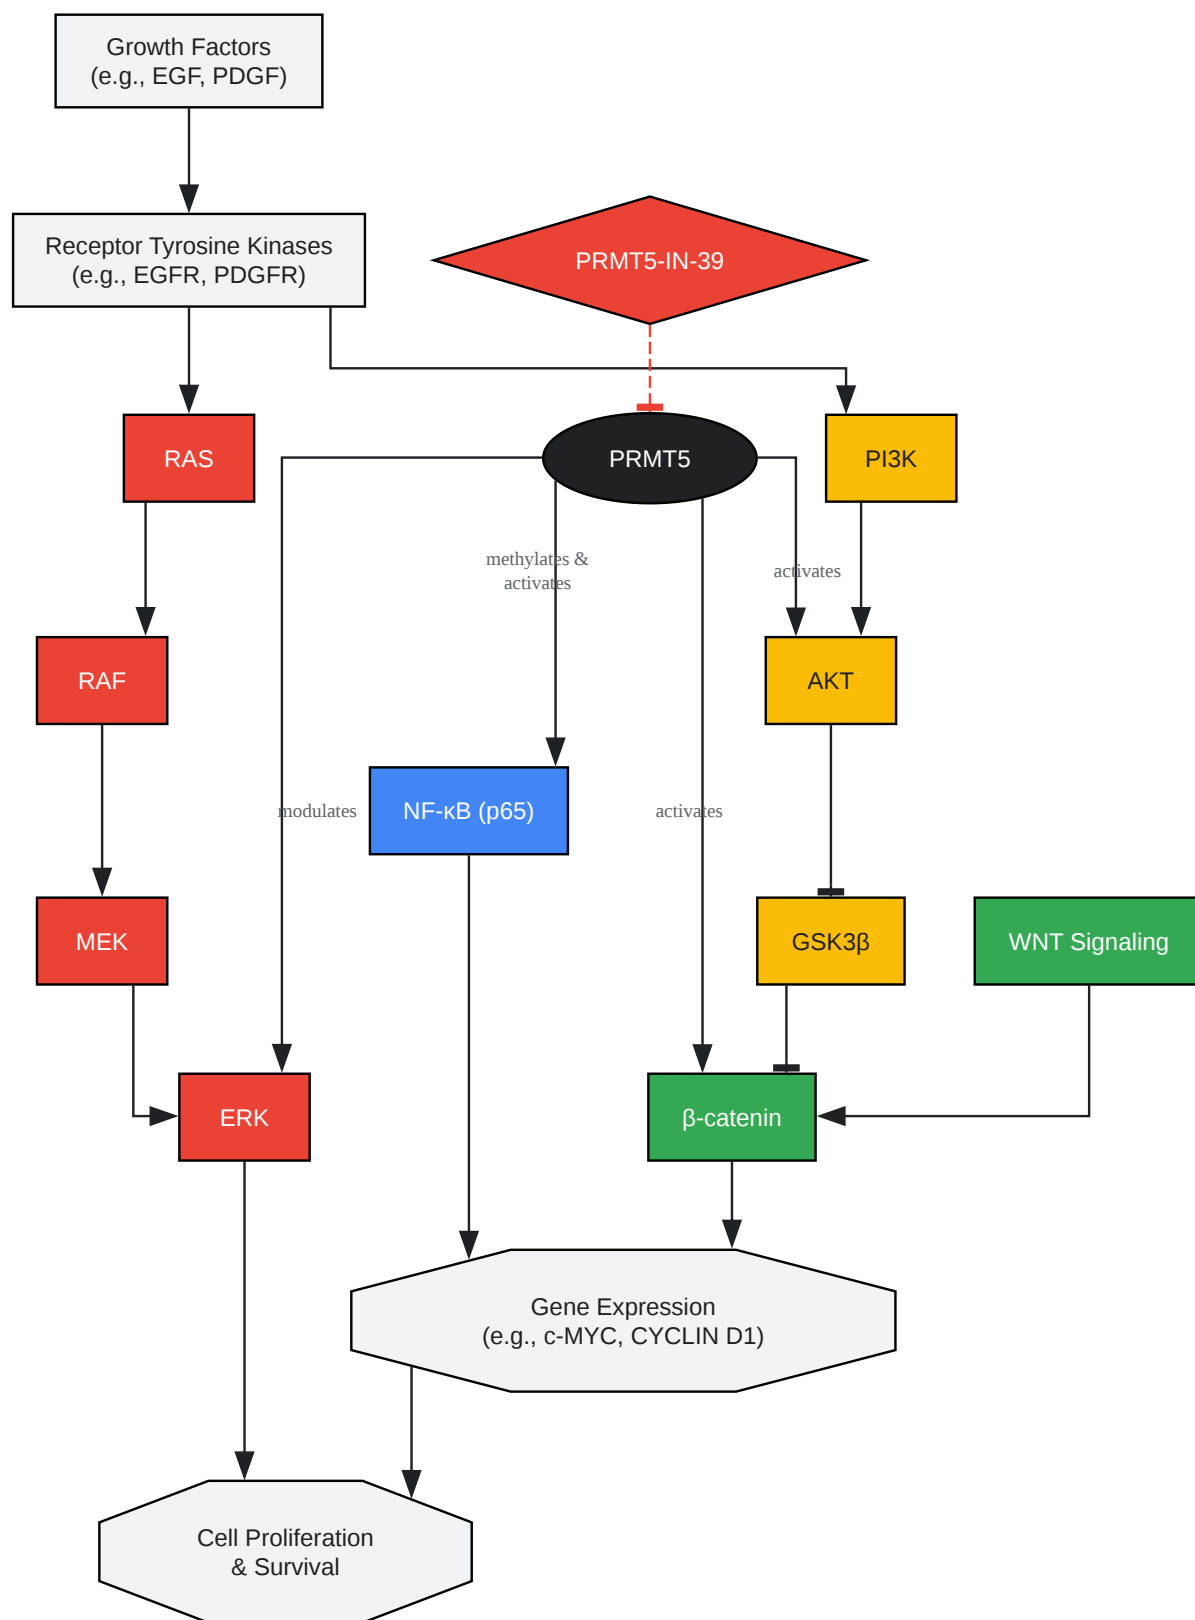 Growth Factors
(e.g., EGF, PDGF)
Receptor Tyrosine Kinases
(e.g., EGFR, PDGFR)
PRMT5-IN-39
RAS
PRMT5
PI3K
methylates &
activates
activates
RAF
AKT
modulates
NF-κB (p65)
activates
MEK
GSK3β
WNT Signaling
ERK
β-catenin
Gene Expression
(e.g., c-MYC, CYCLIN D1)
Cell Proliferation
& Survival